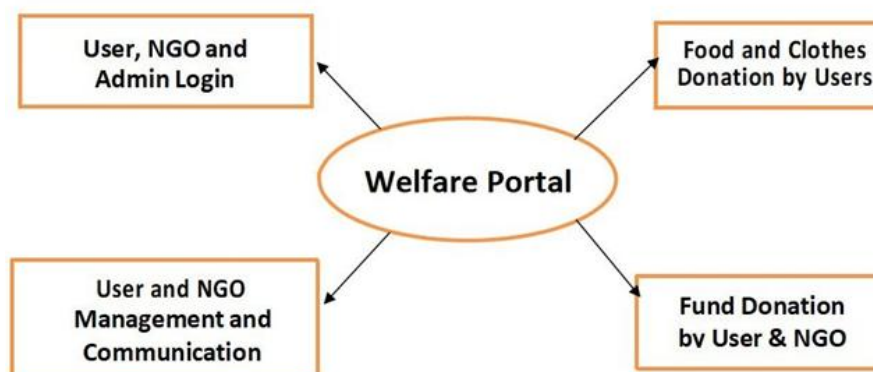 User, NGO and
Admin Login
Food and Clothes
Donation by Users
Welfare Portal
User and NGO
Management and
Communication
Fund Donation
by User & NGO